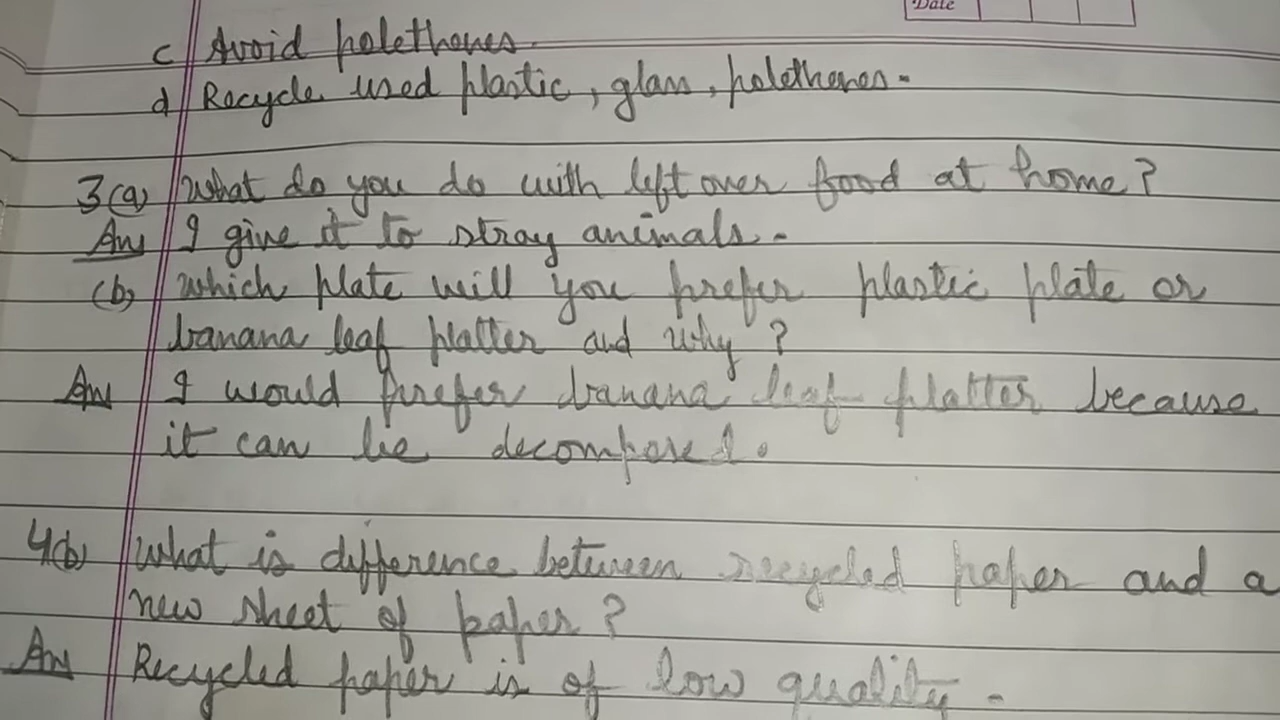 Date
c Avoid polethenes.
d Recycle used plastic, glass, polethenes.
3(a) What do you do with left over food at home?
Ans I give it to stray animals.
(b) which plate will you prefer plastic plate or
banana leaf platter and why?
Ans I would prefer banana leaf platter because
it can be decomposed.
4(b) What is difference between recycled paper and a
new sheet of paper?
Ans Recycled paper is of low quality.